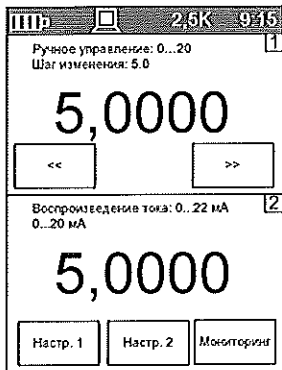 2,5K 9:15
1
Ручное управление: 0...20
Шаг изменения: 5.0
5,0000
<< >>
2
Воспроизведение тока: 0...22 мА
0...20 мА
5,0000
Настр. 1 Настр. 2 Мониторинг